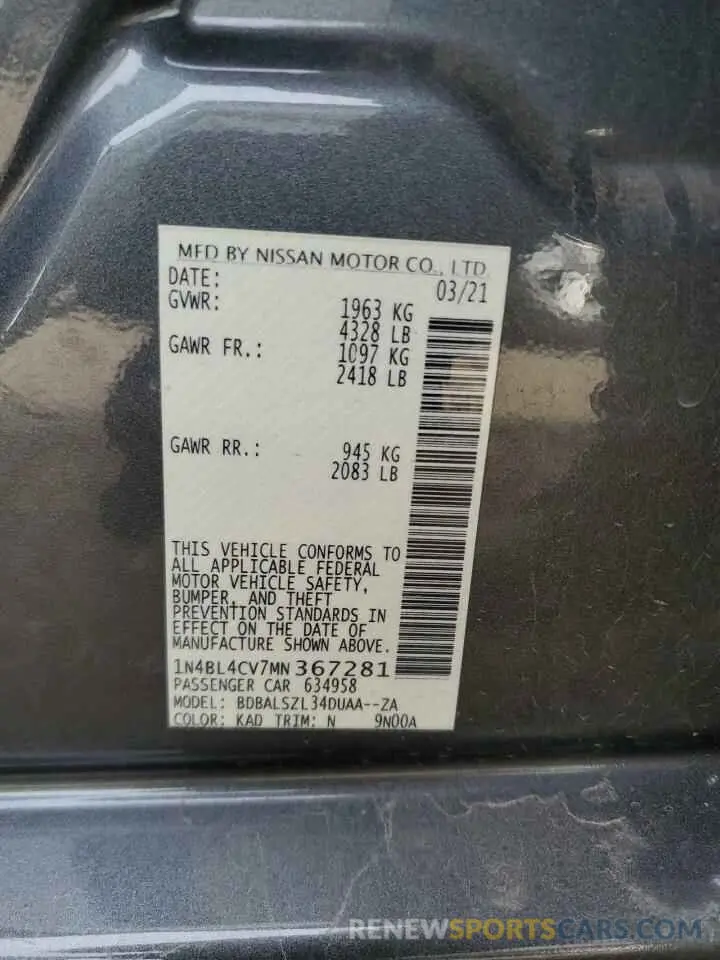 MFD BY NISSAN MOTOR CO., LTD
DATE: 03/21
GVWR: 1963 KG
4328 LB
GAWR FR.: 1097 KG
2418 LB
GAWR RR.: 945 KG
2083 LB
THIS VEHICLE CONFORMS TO
ALL APPLICABLE FEDERAL
MOTOR VEHICLE SAFETY,
BUMPER, AND THEFT
PREVENTION STANDARDS IN
EFFECT ON THE DATE OF
MANUFACTURE SHOWN ABOVE.
1N4BL4CV7MN367281
PASSENGER CAR 634958
MODEL: BDBALSZL34DUAA--ZA
COLOR: KAD TRIM: N 9N00A
RENEWSPORTSCARS.COM